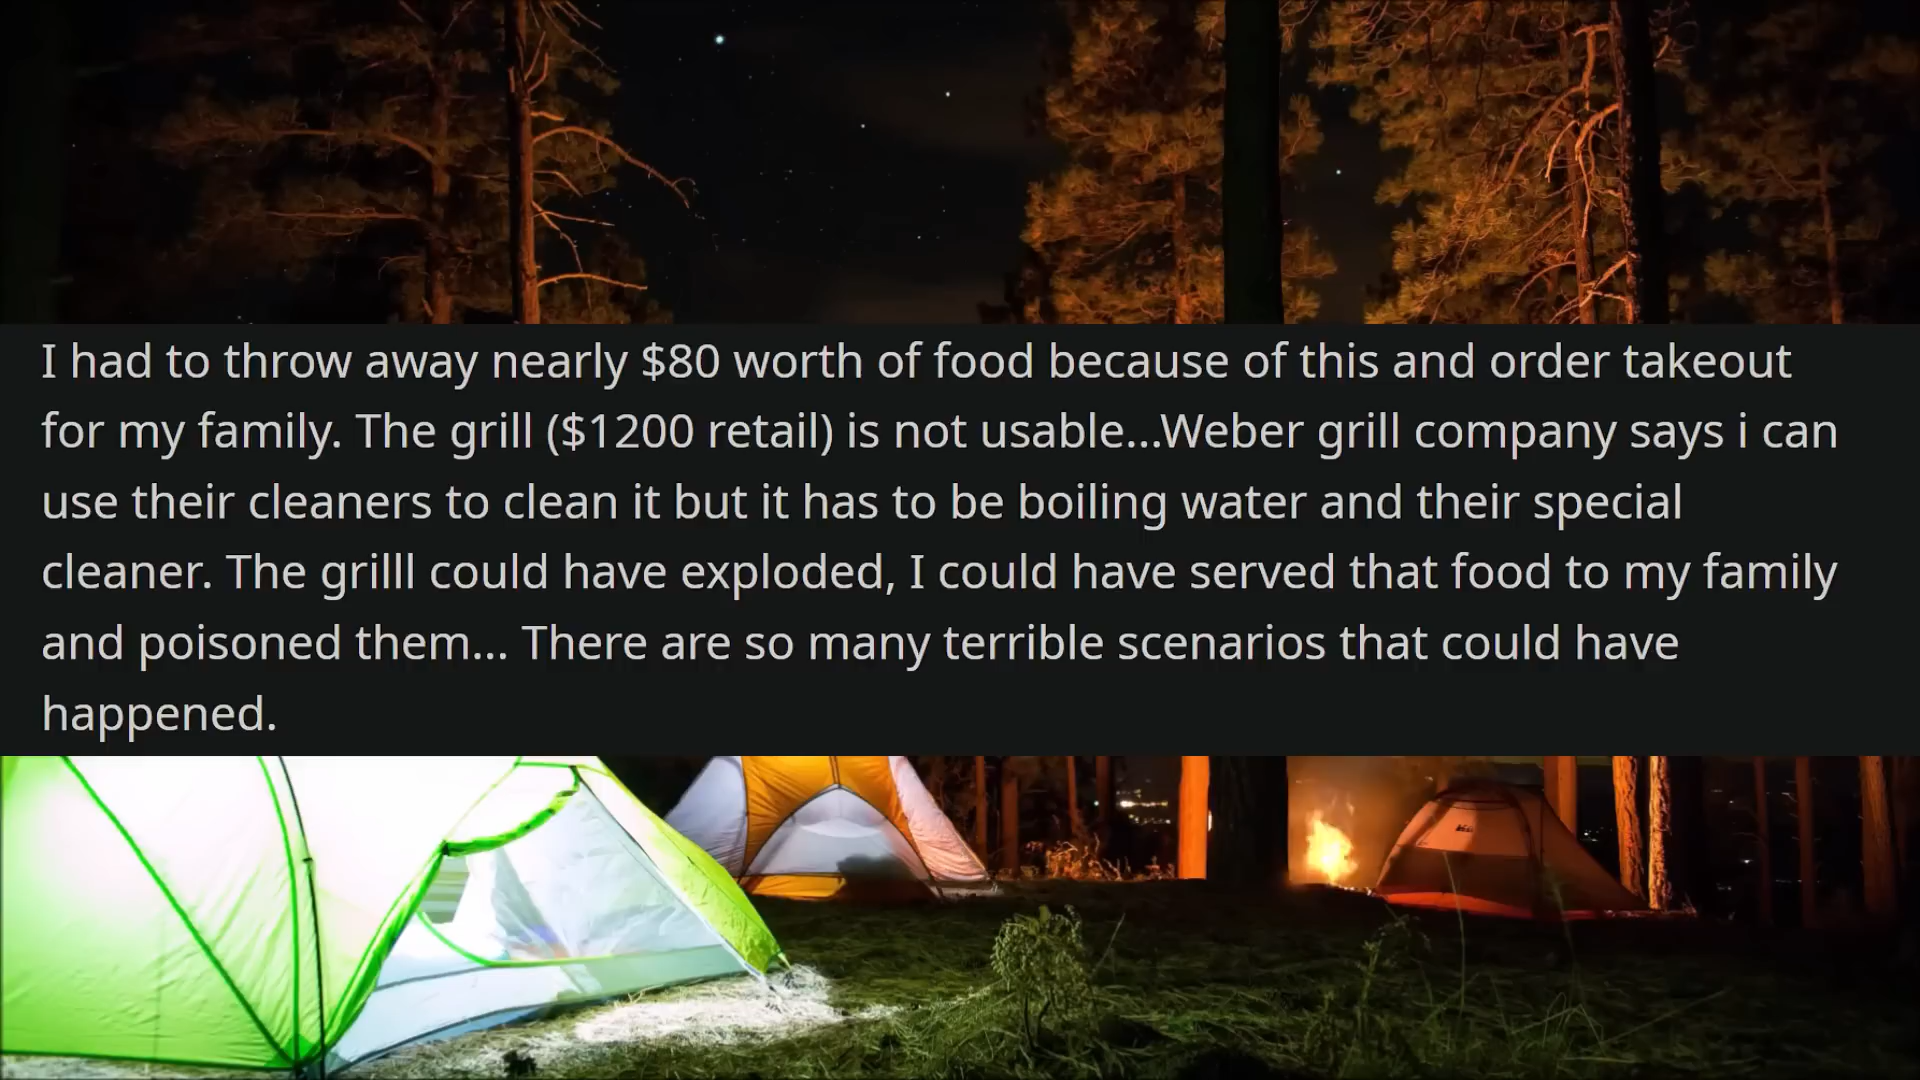 I had to throw away nearly $80 worth of food because of this and order takeout
for my family. The grill ($1200 retail) is not usable...Weber grill company says i can
use their cleaners to clean it but it has to be boiling water and their special
cleaner. The grilll could have exploded, I could have served that food to my family
and poisoned them... There are so many terrible scenarios that could have
happened.